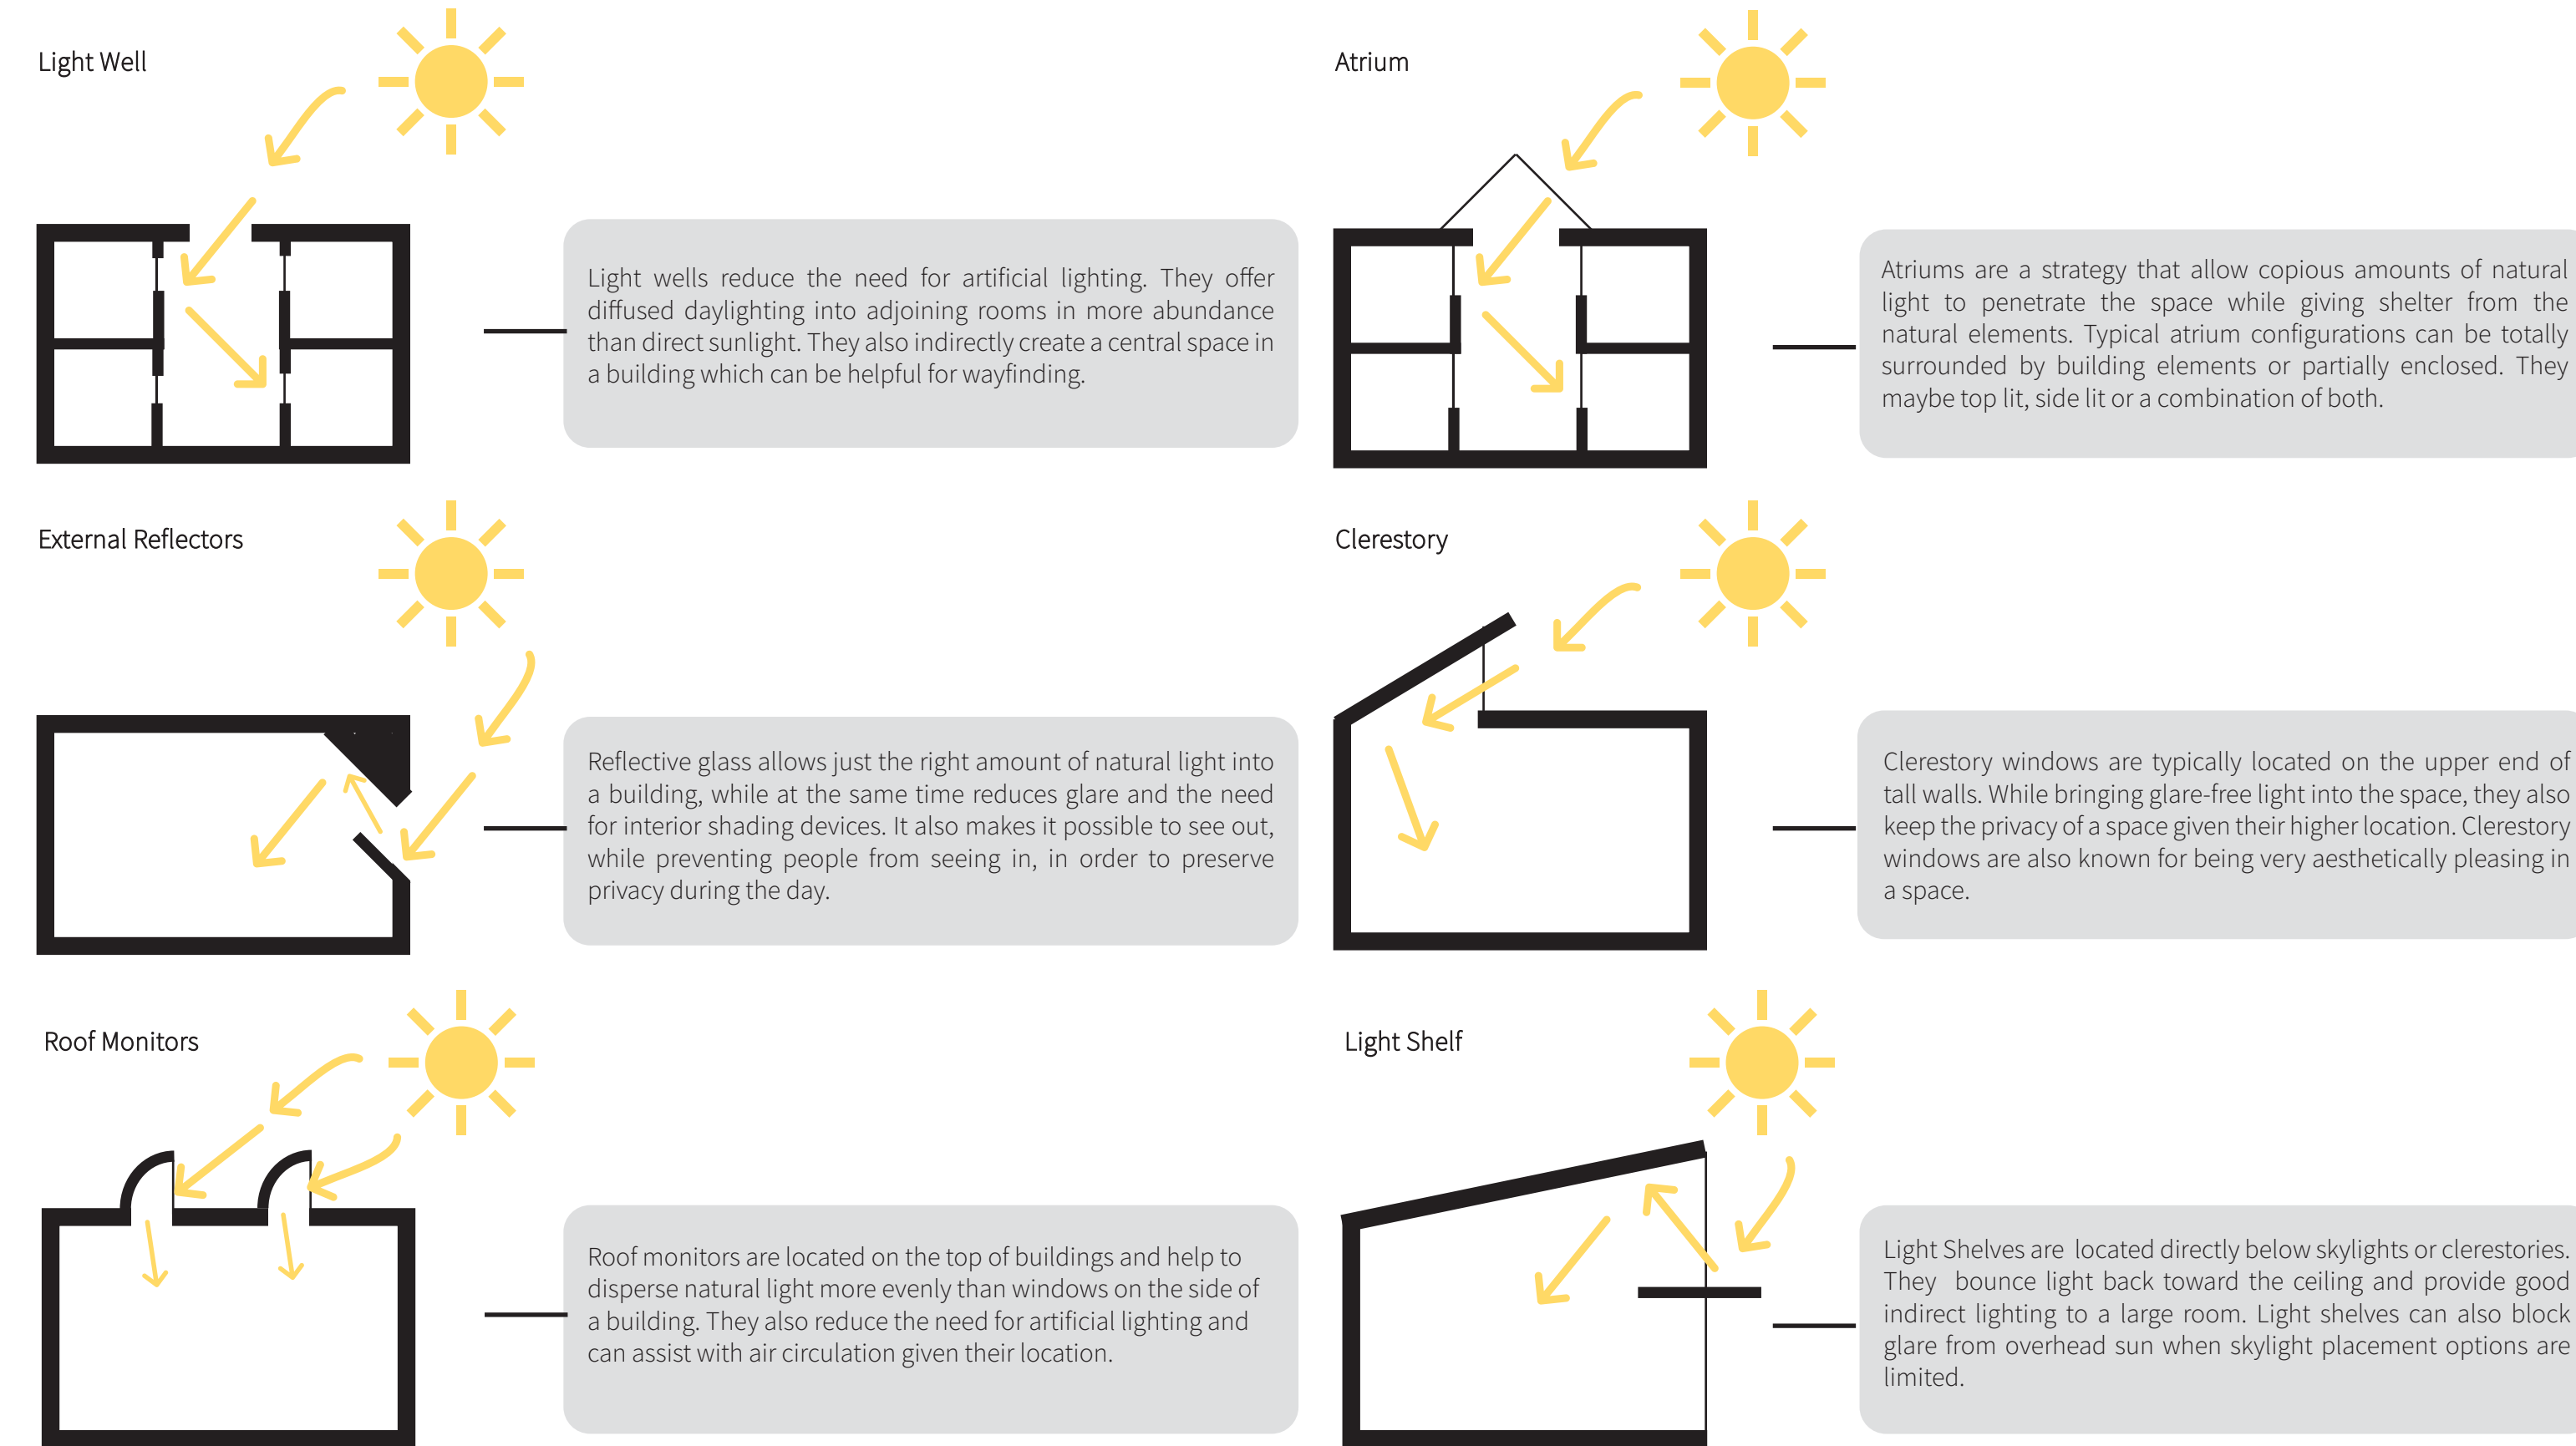 Light Well
Light wells reduce the need for artificial lighting. They offer
diffused daylighting into adjoining rooms in more abundance
than direct sunlight. They also indirectly create a central space in
a building which can be helpful for wayfinding.
Atrium
Atriums are a strategy that allow copious amounts of natural
light to penetrate the space while giving shelter from the
natural elements. Typical atrium configurations can be totally
surrounded by building elements or partially enclosed. They
maybe top lit, side lit or a combination of both.
External Reflectors
Reflective glass allows just the right amount of natural light into
a building, while at the same time reduces glare and the need
for interior shading devices. It also makes it possible to see out,
while preventing people from seeing in, in order to preserve
privacy during the day.
Clerestory
Clerestory windows are typically located on the upper end of
tall walls. While bringing glare-free light into the space, they also
keep the privacy of a space given their higher location. Clerestory
windows are also known for being very aesthetically pleasing in
a space.
Roof Monitors
Roof monitors are located on the top of buildings and help to
disperse natural light more evenly than windows on the side of
a building. They also reduce the need for artificial lighting and
can assist with air circulation given their location.
Light Shelf
Light Shelves are located directly below skylights or clerestories.
They bounce light back toward the ceiling and provide good
indirect lighting to a large room. Light shelves can also block
glare from overhead sun when skylight placement options are
limited.